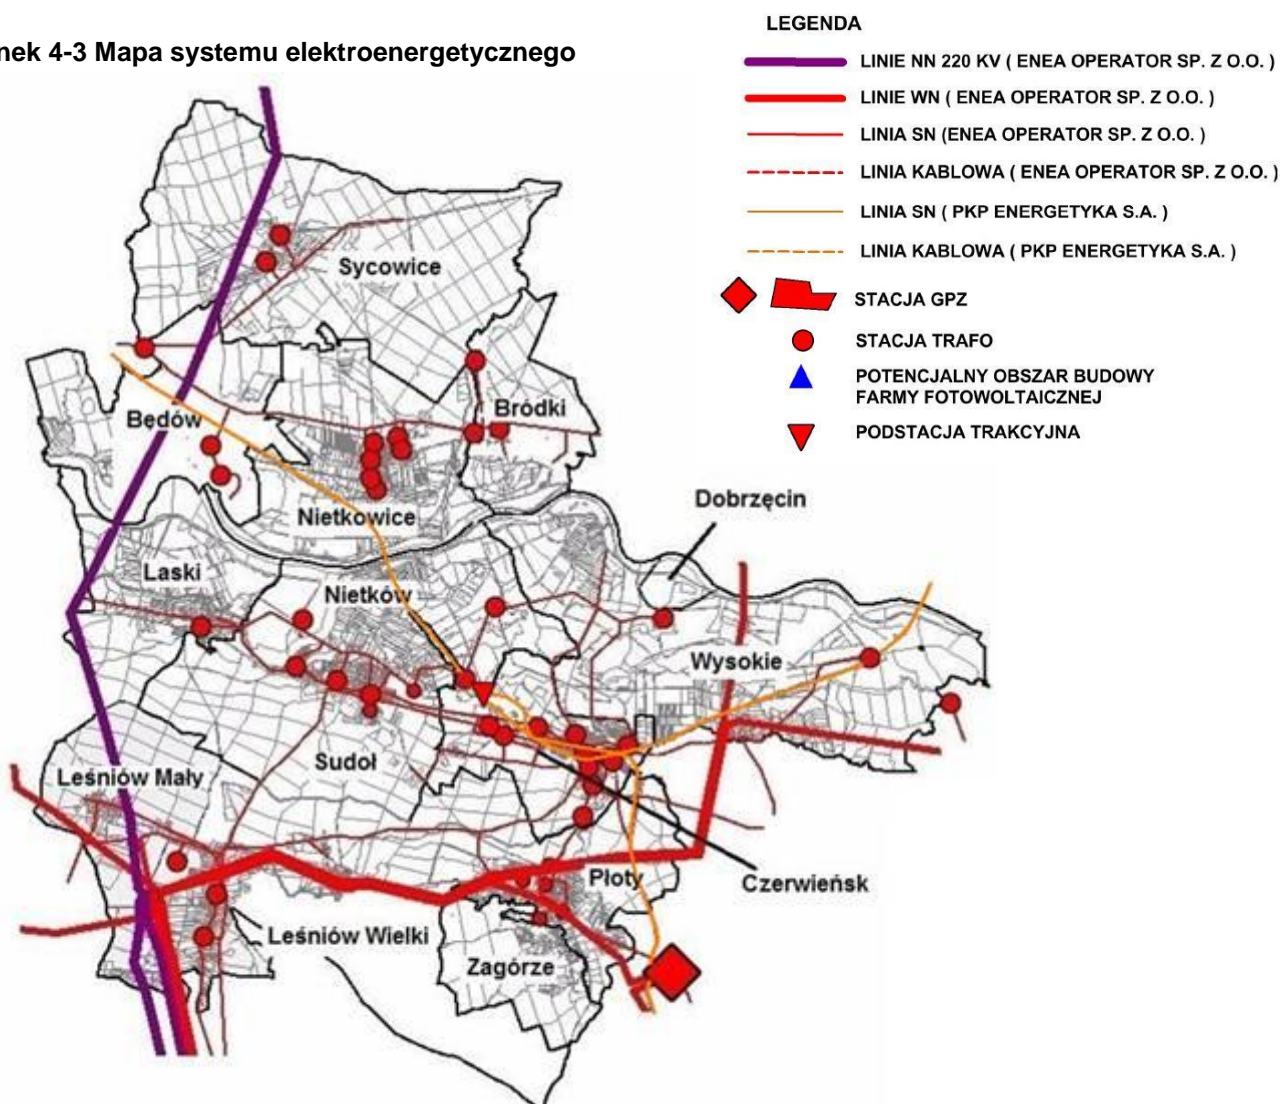 LEGENDA
nek 4-3 Mapa systemu elektroenergetycznego
LINIE NN 220 KV ( ENEA OPERATOR SP. Z O.O. )
LINIE WN ( ENEA OPERATOR SP. Z O.O. )
LINIA SN (ENEA OPERATOR SP. Z O.O. )
LINIA KABLOWA ( ENEA OPERATOR SP. Z O.O. )
LINIA SN ( PKP ENERGETYKA S.A. )
LINIA KABLOWA ( PKP ENERGETYKA S.A. )
STACJA GPZ
STACJA TRAFO
POTENCJALNY OBSZAR BUDOWY
FARMY FOTOWOLTAICZNEJ
PODSTACJA TRAKCYJNA
Sycowice
Będów
Bródki
Nietkowice
Dobrzęcin
Laski
Nietków
Wysokie
Sudoł
Leśniów Mały
Płoty
Czerwieńsk
Leśniów Wielki
Zagórze